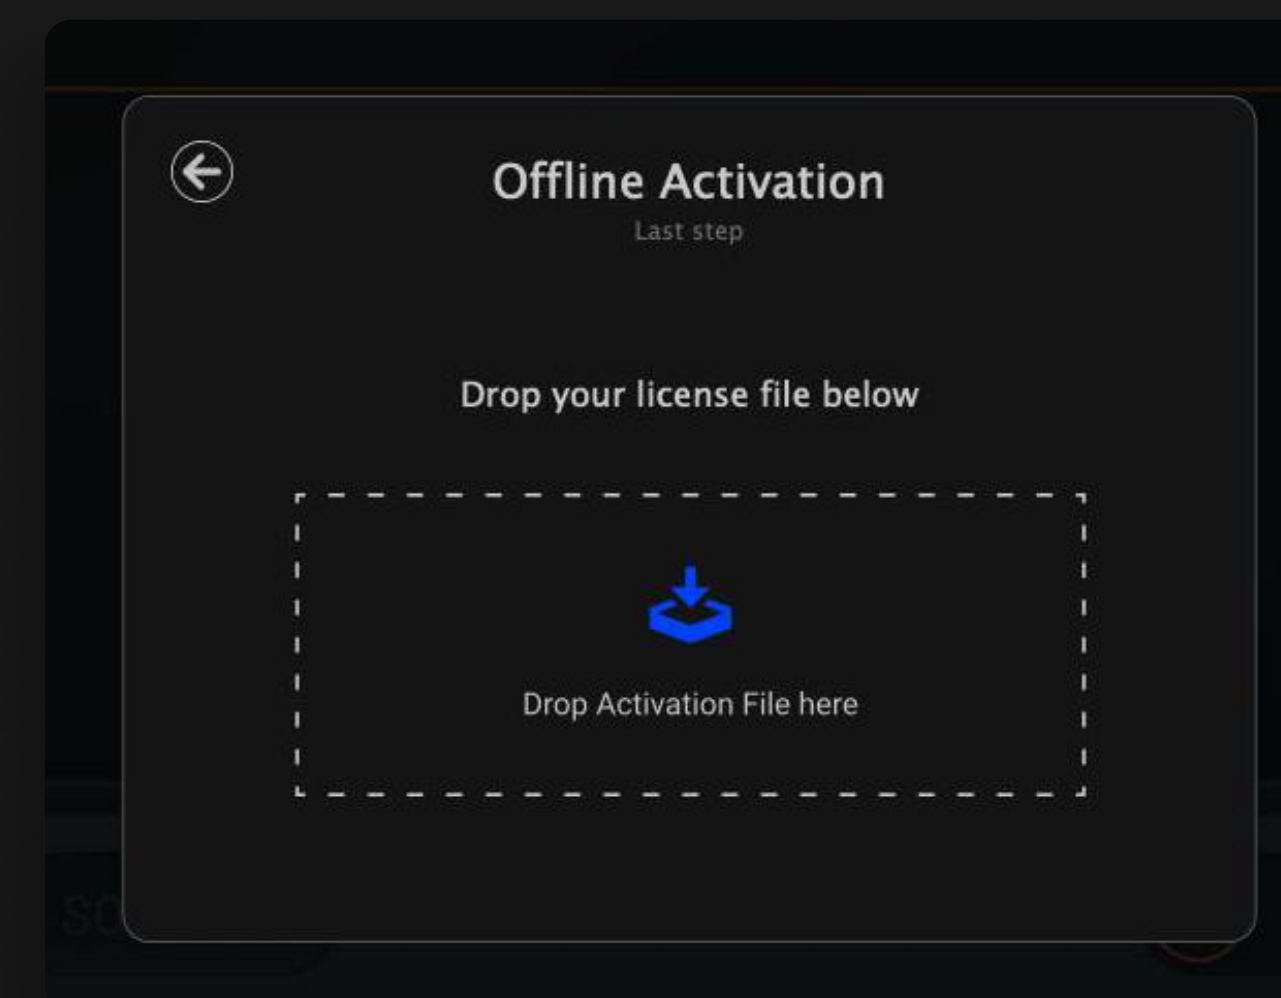 Offline Activation
Last step
Drop your license file below
Drop Activation File here